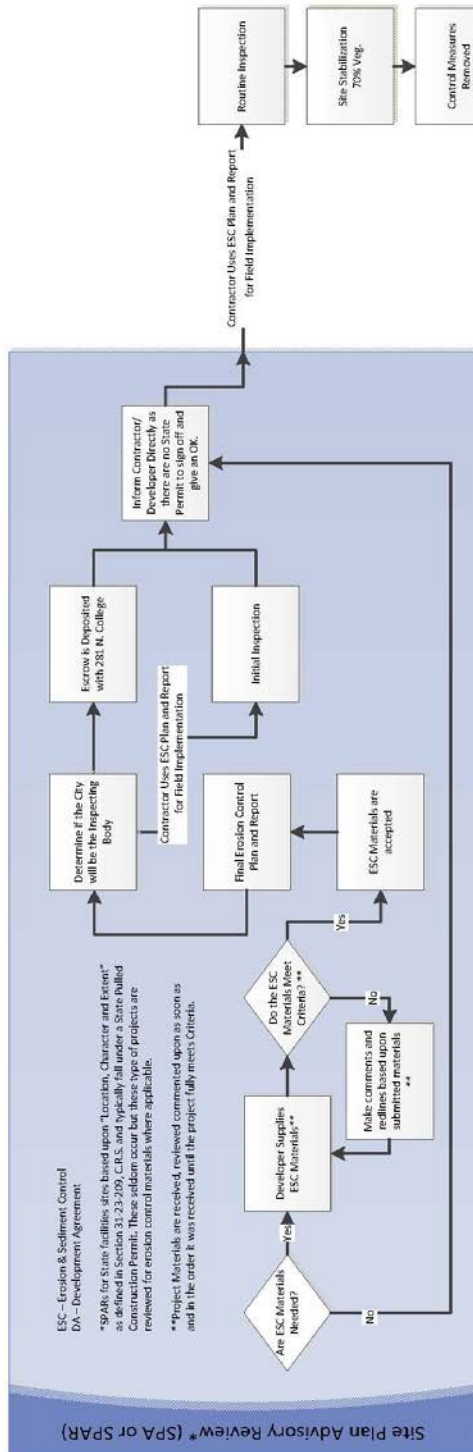 Site Plan Advisory Review* (SPA or SPAR)
ESC – Erosion & Sediment Control
DA – Development Agreement
*SPARs for State facilities sites based upon "Location, Character and Extent"
as defined in Section 31-23-209, C.R.S. and typically fall under a State Pulled
Construction Permit. These seldom occur but these type of projects are
reviewed for erosion control materials where applicable.
**Project Materials are received, reviewed commented upon as soon as
and in the order it was received until the project fully meets Criteria.
Are ESC Materials
Needed?
Yes
No
Developer Supplies
ESC Materials**
Do the ESC
Materials Meet
Criteria? **
No
Make comments and
redlines based upon
submitted materials
**
Yes
ESC Materials are
accepted
Final Erosion Control
Plan and Report
Determine if the City
will be the Inspecting
Body
Contractor Uses ESC Plan and Report
for Field Implementation
Escrow is Deposited
with 281 N. College
Initial Inspection
Inform Contractor/
Developer Directly as
there are no State
Permit to sign off and
give an OK.
Contractor Uses ESC Plan and Report
for Field Implementation
Routine Inspection
Site Stabilization
70% Veg.
Control Measures
Removed